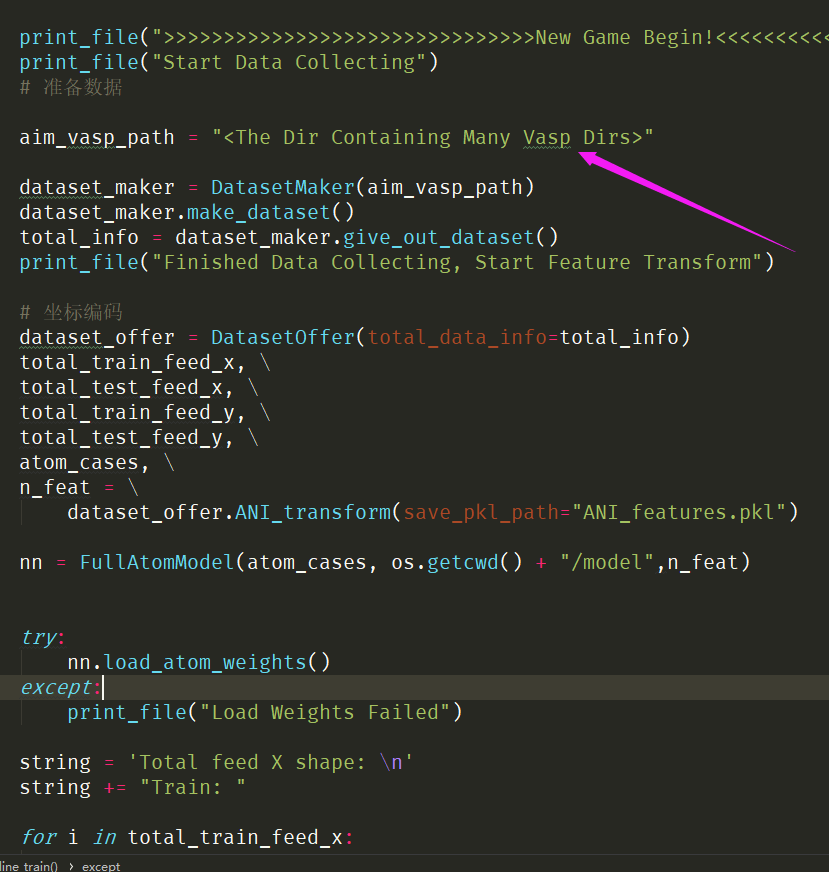 print_file(">>>>>>>>>>>>>>>>>>>>>>>>>>>>>>>New Game Begin!<<<<<<<<<<
print_file("Start Data Collecting")
# 准备数据
aim_vasp_path = "<The Dir Containing Many Vasp Dirs>"
dataset_maker = DatasetMaker(aim_vasp_path)
dataset_maker.make_dataset()
total_info = dataset_maker.give_out_dataset()
print_file("Finished Data Collecting, Start Feature Transform")
# 坐标编码
dataset_offer = DatasetOffer(total_data_info=total_info)
total_train_feed_x, \
total_test_feed_x, \
total_train_feed_y, \
total_test_feed_y, \
atom_cases, \
n_feat = \
    dataset_offer.ANI_transform(save_pkl_path="ANI_features.pkl")
nn = FullAtomModel(atom_cases, os.getcwd() + "/model",n_feat)
try:
    nn.load_atom_weights()
except:
    print_file("Load Weights Failed")
string = 'Total feed X shape: \n'
string += "Train: "
for i in total_train_feed_x:
line_train() › except